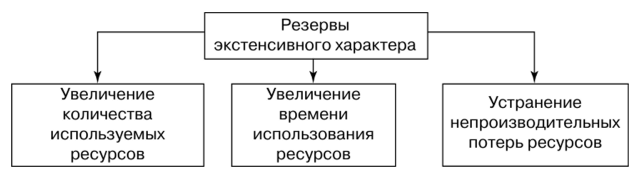 Резервы
экстенсивного характера
Увеличение
количества
используемых
ресурсов
Увеличение
времени
использования
ресурсов
Устранение
непроизводительных
потерь ресурсов